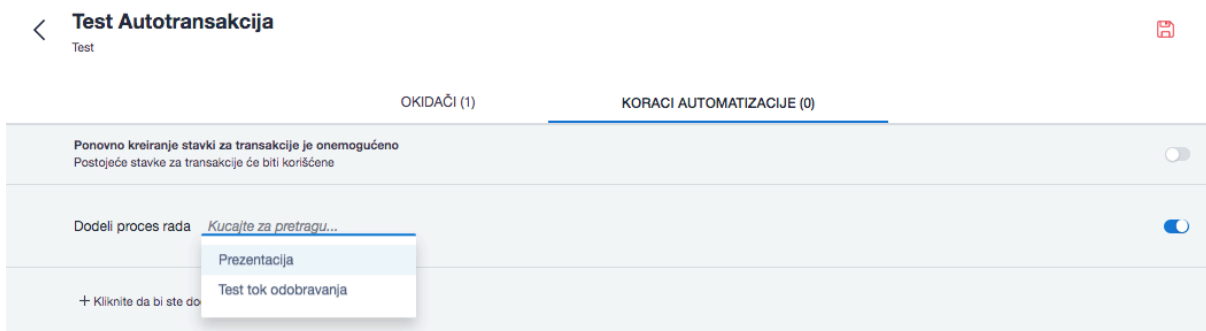 Test Autotransakcija
Test
OKIDAČI (1)
KORACI AUTOMATIZACIJE (0)
Ponovno kreiranje stavki za transakcije je onemogućeno
Postojeće stavke za transakcije će biti korišćene
Dodeli proces rada Kucajte za pretragu...
Prezentacija
Test tok odobravanja
+ Kliknite da bi ste